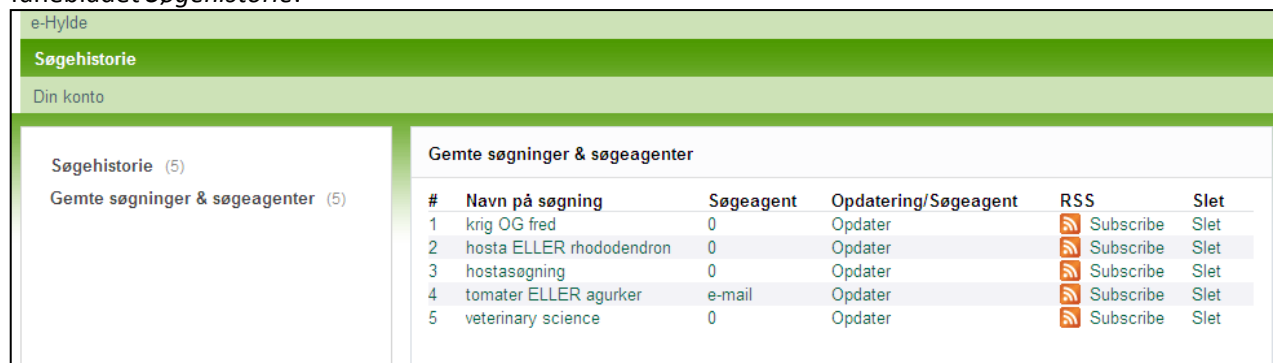 fanebladet Søgehistorie.
e-Hylde
Søgehistorie
Din konto
Søgehistorie (5)
Gemte søgninger & søgeagenter (5)
Gemte søgninger & søgeagenter
# Navn på søgning Søgeagent Opdatering/Søgeagent RSS Slet
1 krig OG fred 0 Opdater Subscribe Slet
2 hosta ELLER rhododendron 0 Opdater Subscribe Slet
3 hostasøgning 0 Opdater Subscribe Slet
4 tomater ELLER agurker e-mail Opdater Subscribe Slet
5 veterinary science 0 Opdater Subscribe Slet